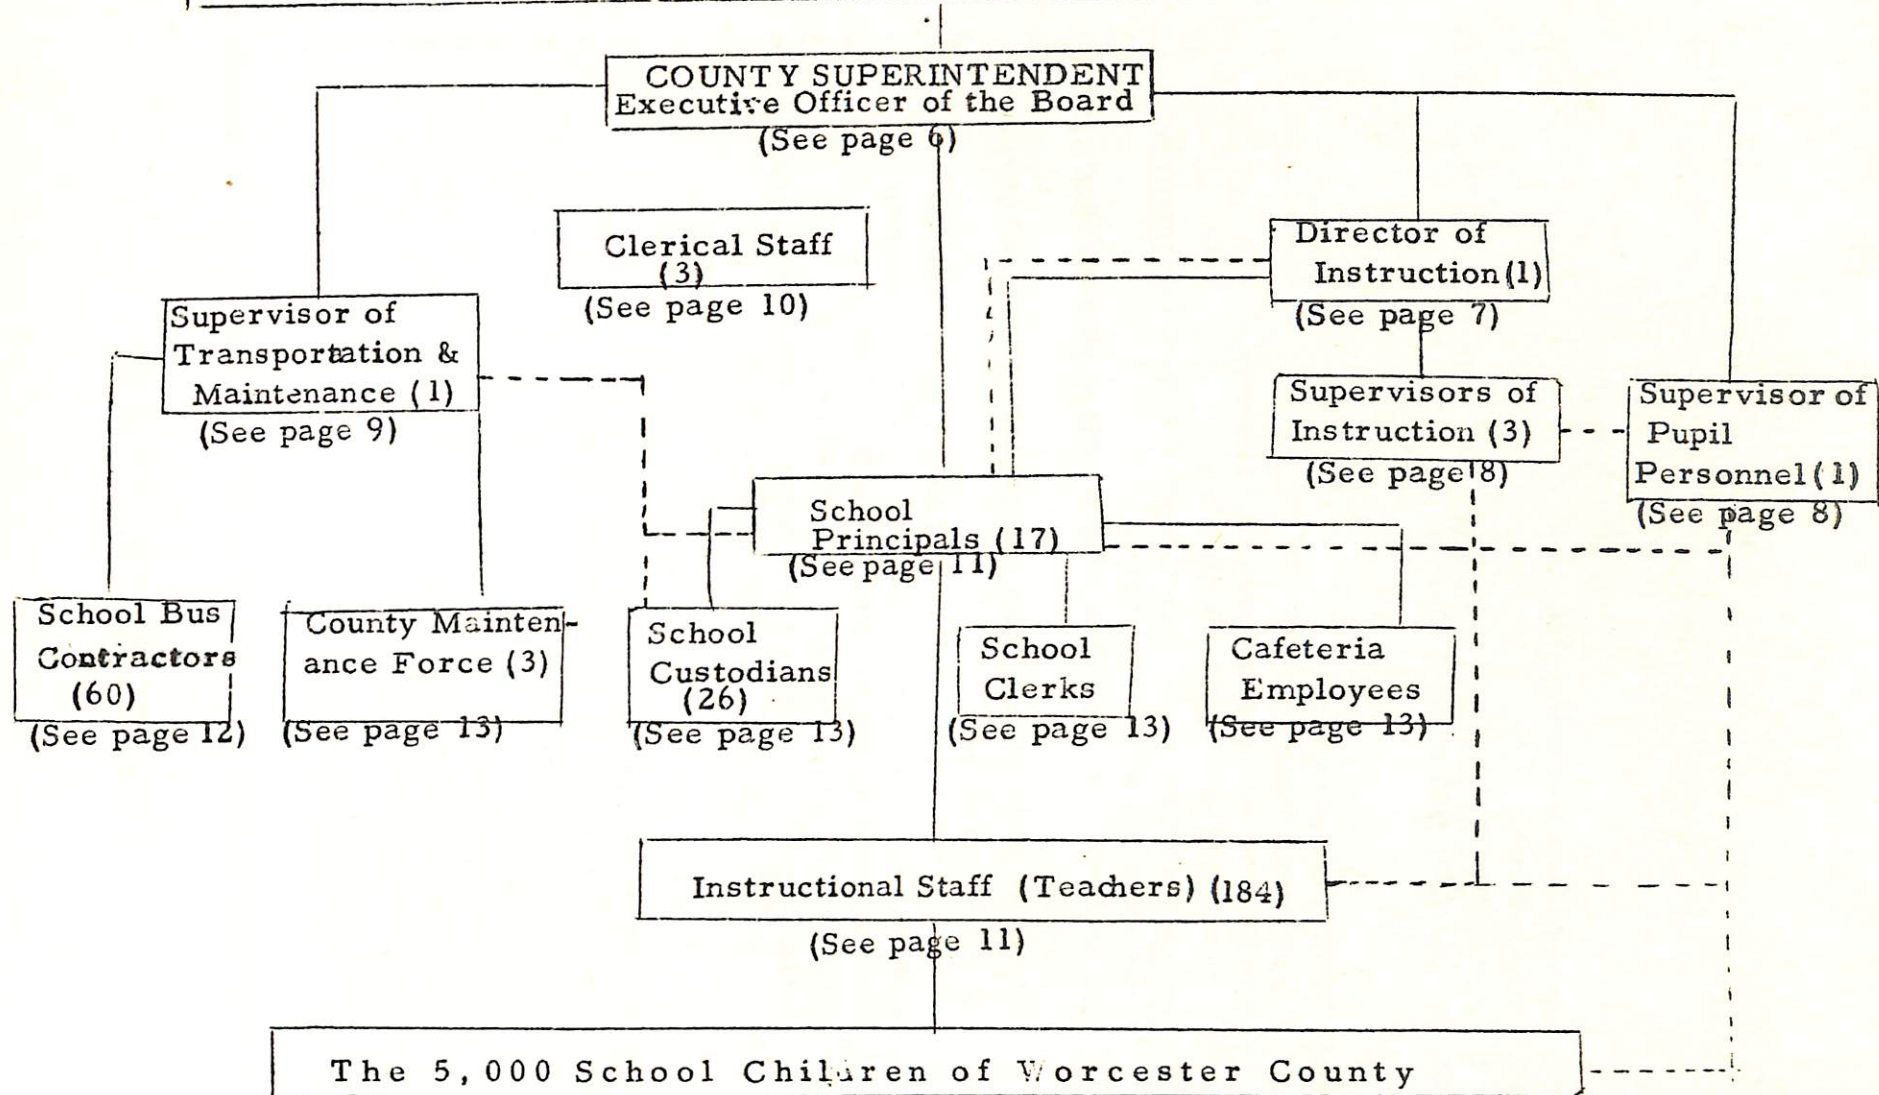 COUNTY SUPERINTENDENT
Executive Officer of the Board
(See page 6)
Clerical Staff
(3)
(See page 10)
Director of
Instruction (1)
(See page 7)
Supervisor of
Transportation &
Maintenance (1)
(See page 9)
Supervisors of
Instruction (3)
(See page 8)
Supervisor of
Pupil
Personnel (1)
(See page 8)
School
Principals (17)
(See page 11)
School Bus
Contractors
(60)
(See page 12)
County Mainten-
ance Force (3)
(See page 13)
School
Custodians
(26)
(See page 13)
School
Clerks
(See page 13)
Cafeteria
Employees
(See page 13)
Instructional Staff (Teachers) (184)
(See page 11)
The 5,000 School Children of Worcester County